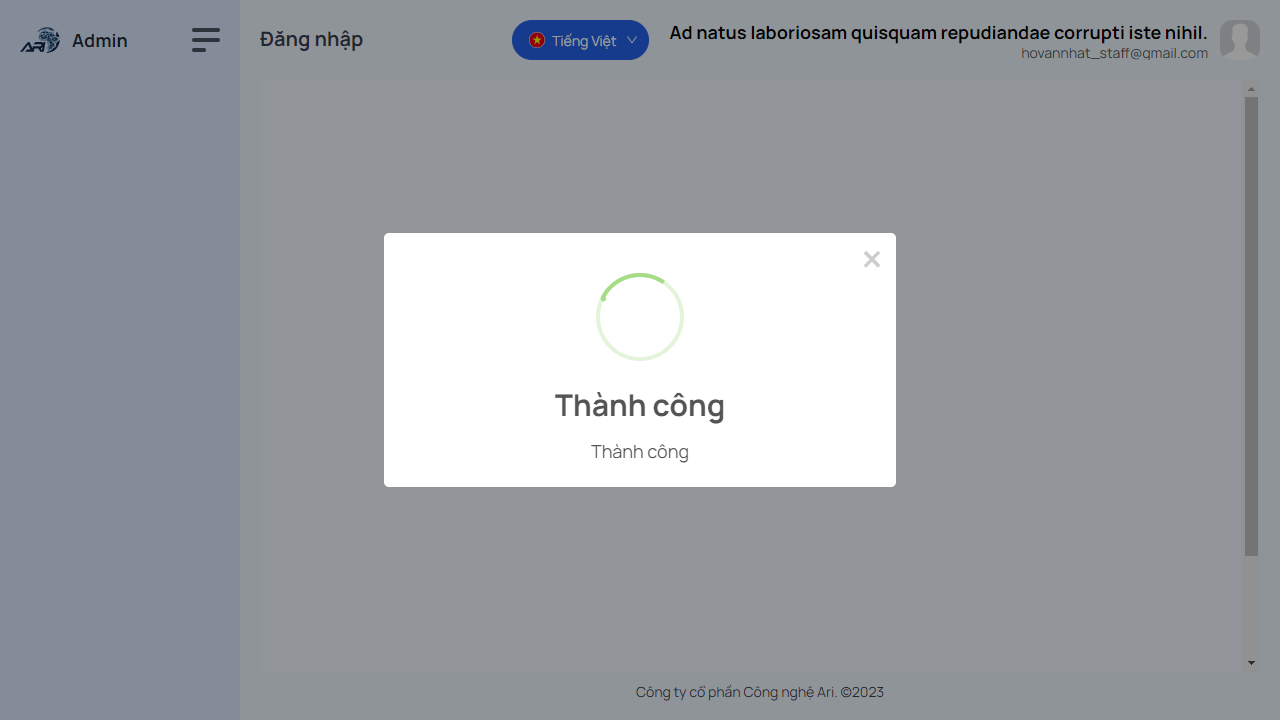 ARI Admin
Đăng nhập
Tiếng Việt
Ad natus laboriosam quisquam repudiandae corrupti iste nihil.
hovannhat_staff@gmail.com
×
Thành công
Thành công
Công ty cổ phần Công nghệ Ari. ©2023